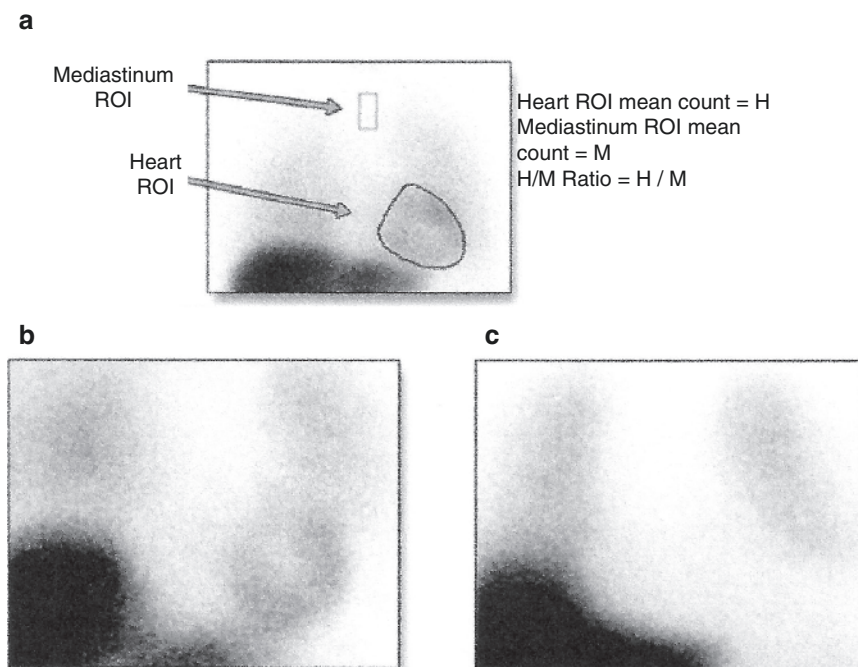 a
Mediastinum
ROI
Heart
ROI
Heart ROI mean count = H
Mediastinum ROI mean
count = M
H/M Ratio = H / M
b
c